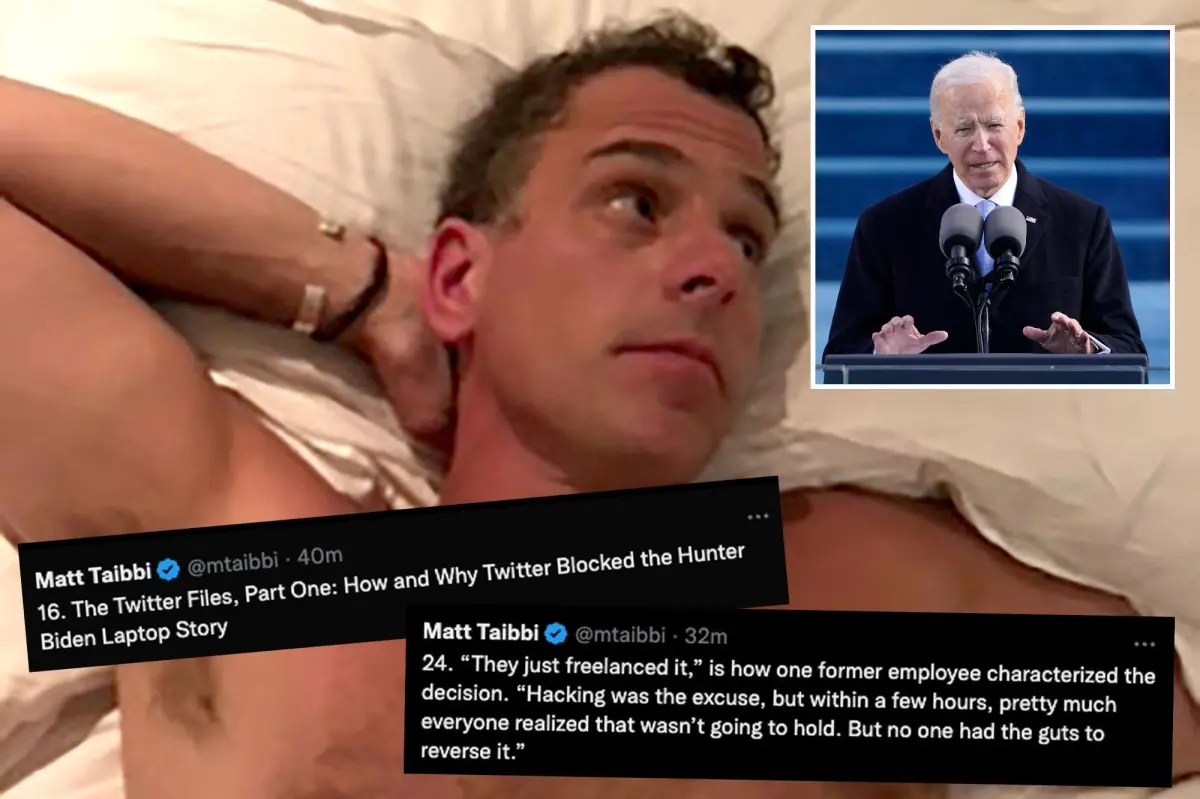 Matt Taibbi @mtaibbi · 40m
16. The Twitter Files, Part One: How and Why Twitter Blocked the Hunter
Biden Laptop Story
Matt Taibbi @mtaibbi · 32m
24. “They just freelanced it,” is how one former employee characterized the
decision. “Hacking was the excuse, but within a few hours, pretty much
everyone realized that wasn’t going to hold. But no one had the guts to
reverse it.”